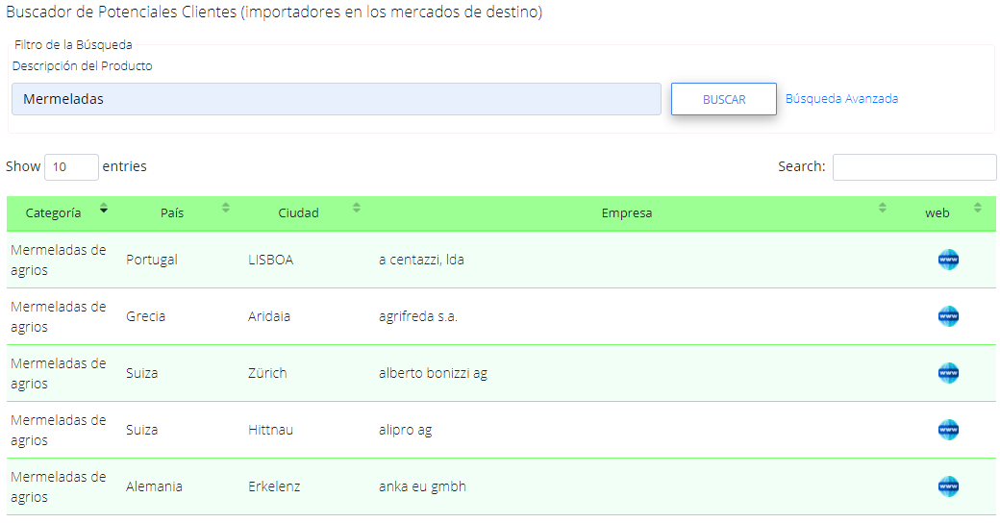 Buscador de Potenciales Clientes (importadores en los mercados de destino)
Filtro de la Búsqueda
Descripción del Producto
Mermeladas BUSCAR Búsqueda Avanzada
Show 10 entries Search:
Categoría País Ciudad Empresa web
Mermeladas de agrios Portugal LISBOA a centazzi, lda www
Mermeladas de agrios Grecia Aridaia agrifreda s.a. www
Mermeladas de agrios Suiza Zürich alberto bonizzi ag www
Mermeladas de agrios Suiza Hittnau alipro ag www
Mermeladas de agrios Alemania Erkelenz anka eu gmbh www